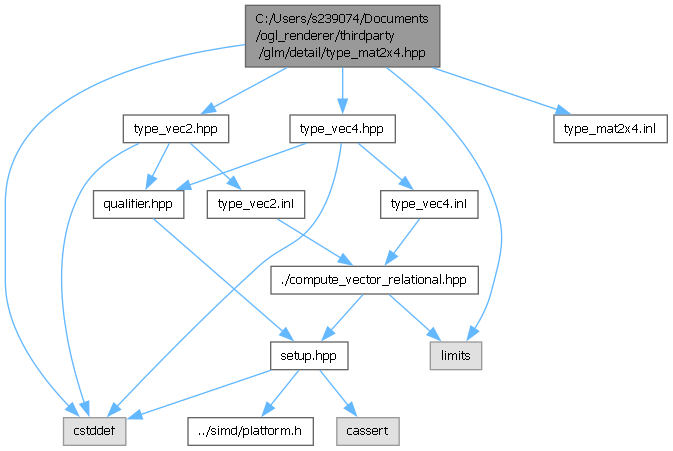 C:/Users/s239074/Documents
/ogl_renderer/thirdparty
/glm/detail/type_mat2x4.hpp
type_vec2.hpp
type_vec4.hpp
type_mat2x4.inl
qualifier.hpp
type_vec2.inl
type_vec4.inl
./compute_vector_relational.hpp
setup.hpp
limits
cstddef
../simd/platform.h
cassert